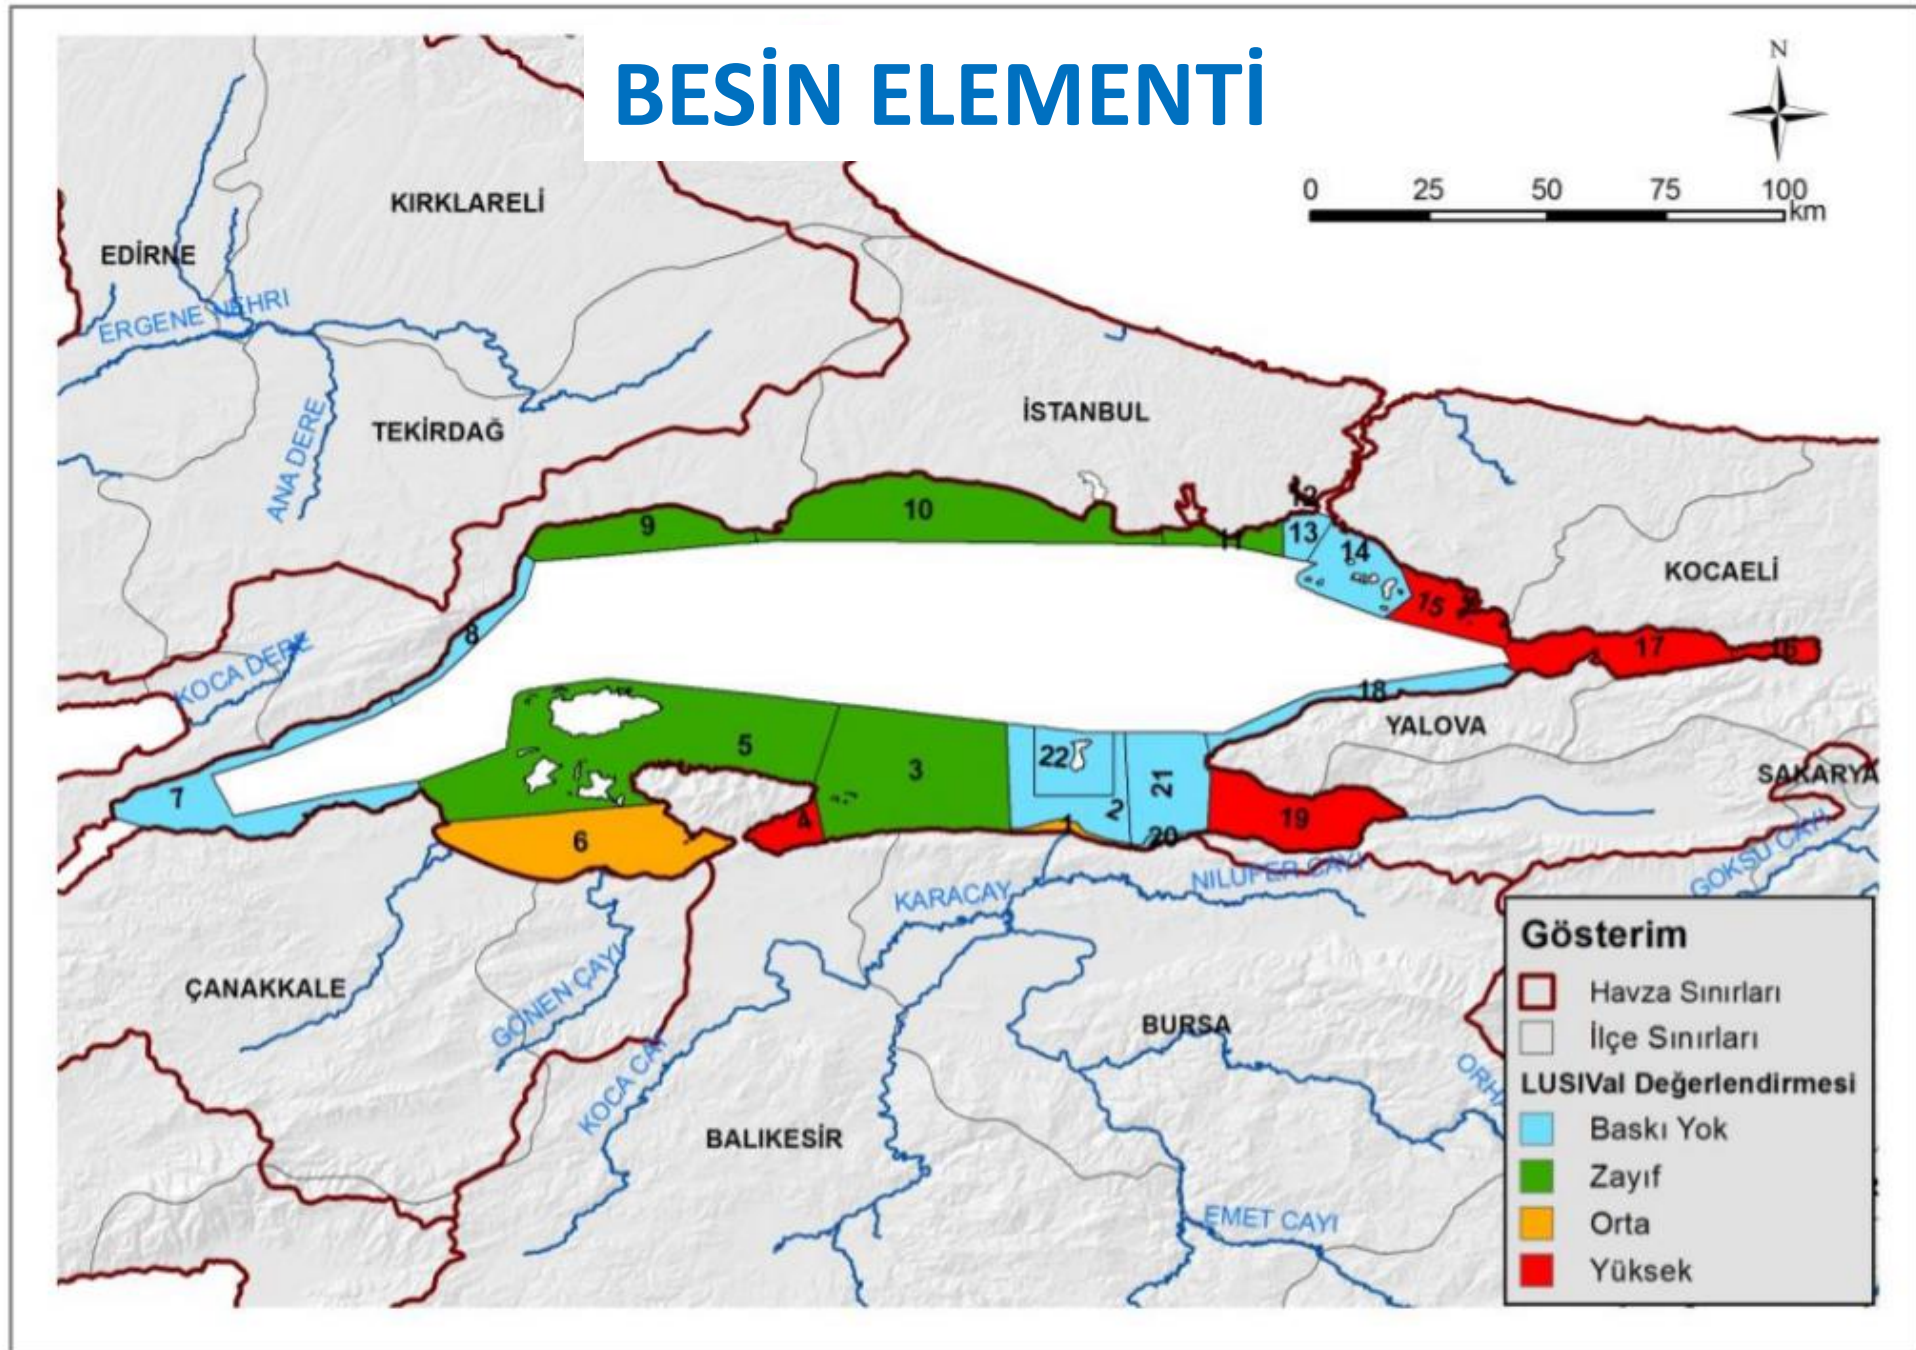 BESİN ELEMENTİ
N
0 25 50 75 100
km
KIRKLARELİ
EDİRNE
ERGENE NEHRI
İSTANBUL
TEKİRDAĞ
ANA DERE
10
9
11
12
13
14
KOCAELİ
15
8
17
16
KOCA DERE
18
YALOVA
5
22
3
21
SAKARYA
7
2
4
1
19
6
20
GOKSU CAYI
NILUFER CAYI
KARACAY
ÇANAKKALE
GONEN ÇAYI
BURSA
KOCA CAY
ORH
BALIKESİR
EMET CAYI
Gösterim
Havza Sınırları
İlçe Sınırları
LUSIVal Değerlendirmesi
Baskı Yok
Zayıf
Orta
Yüksek